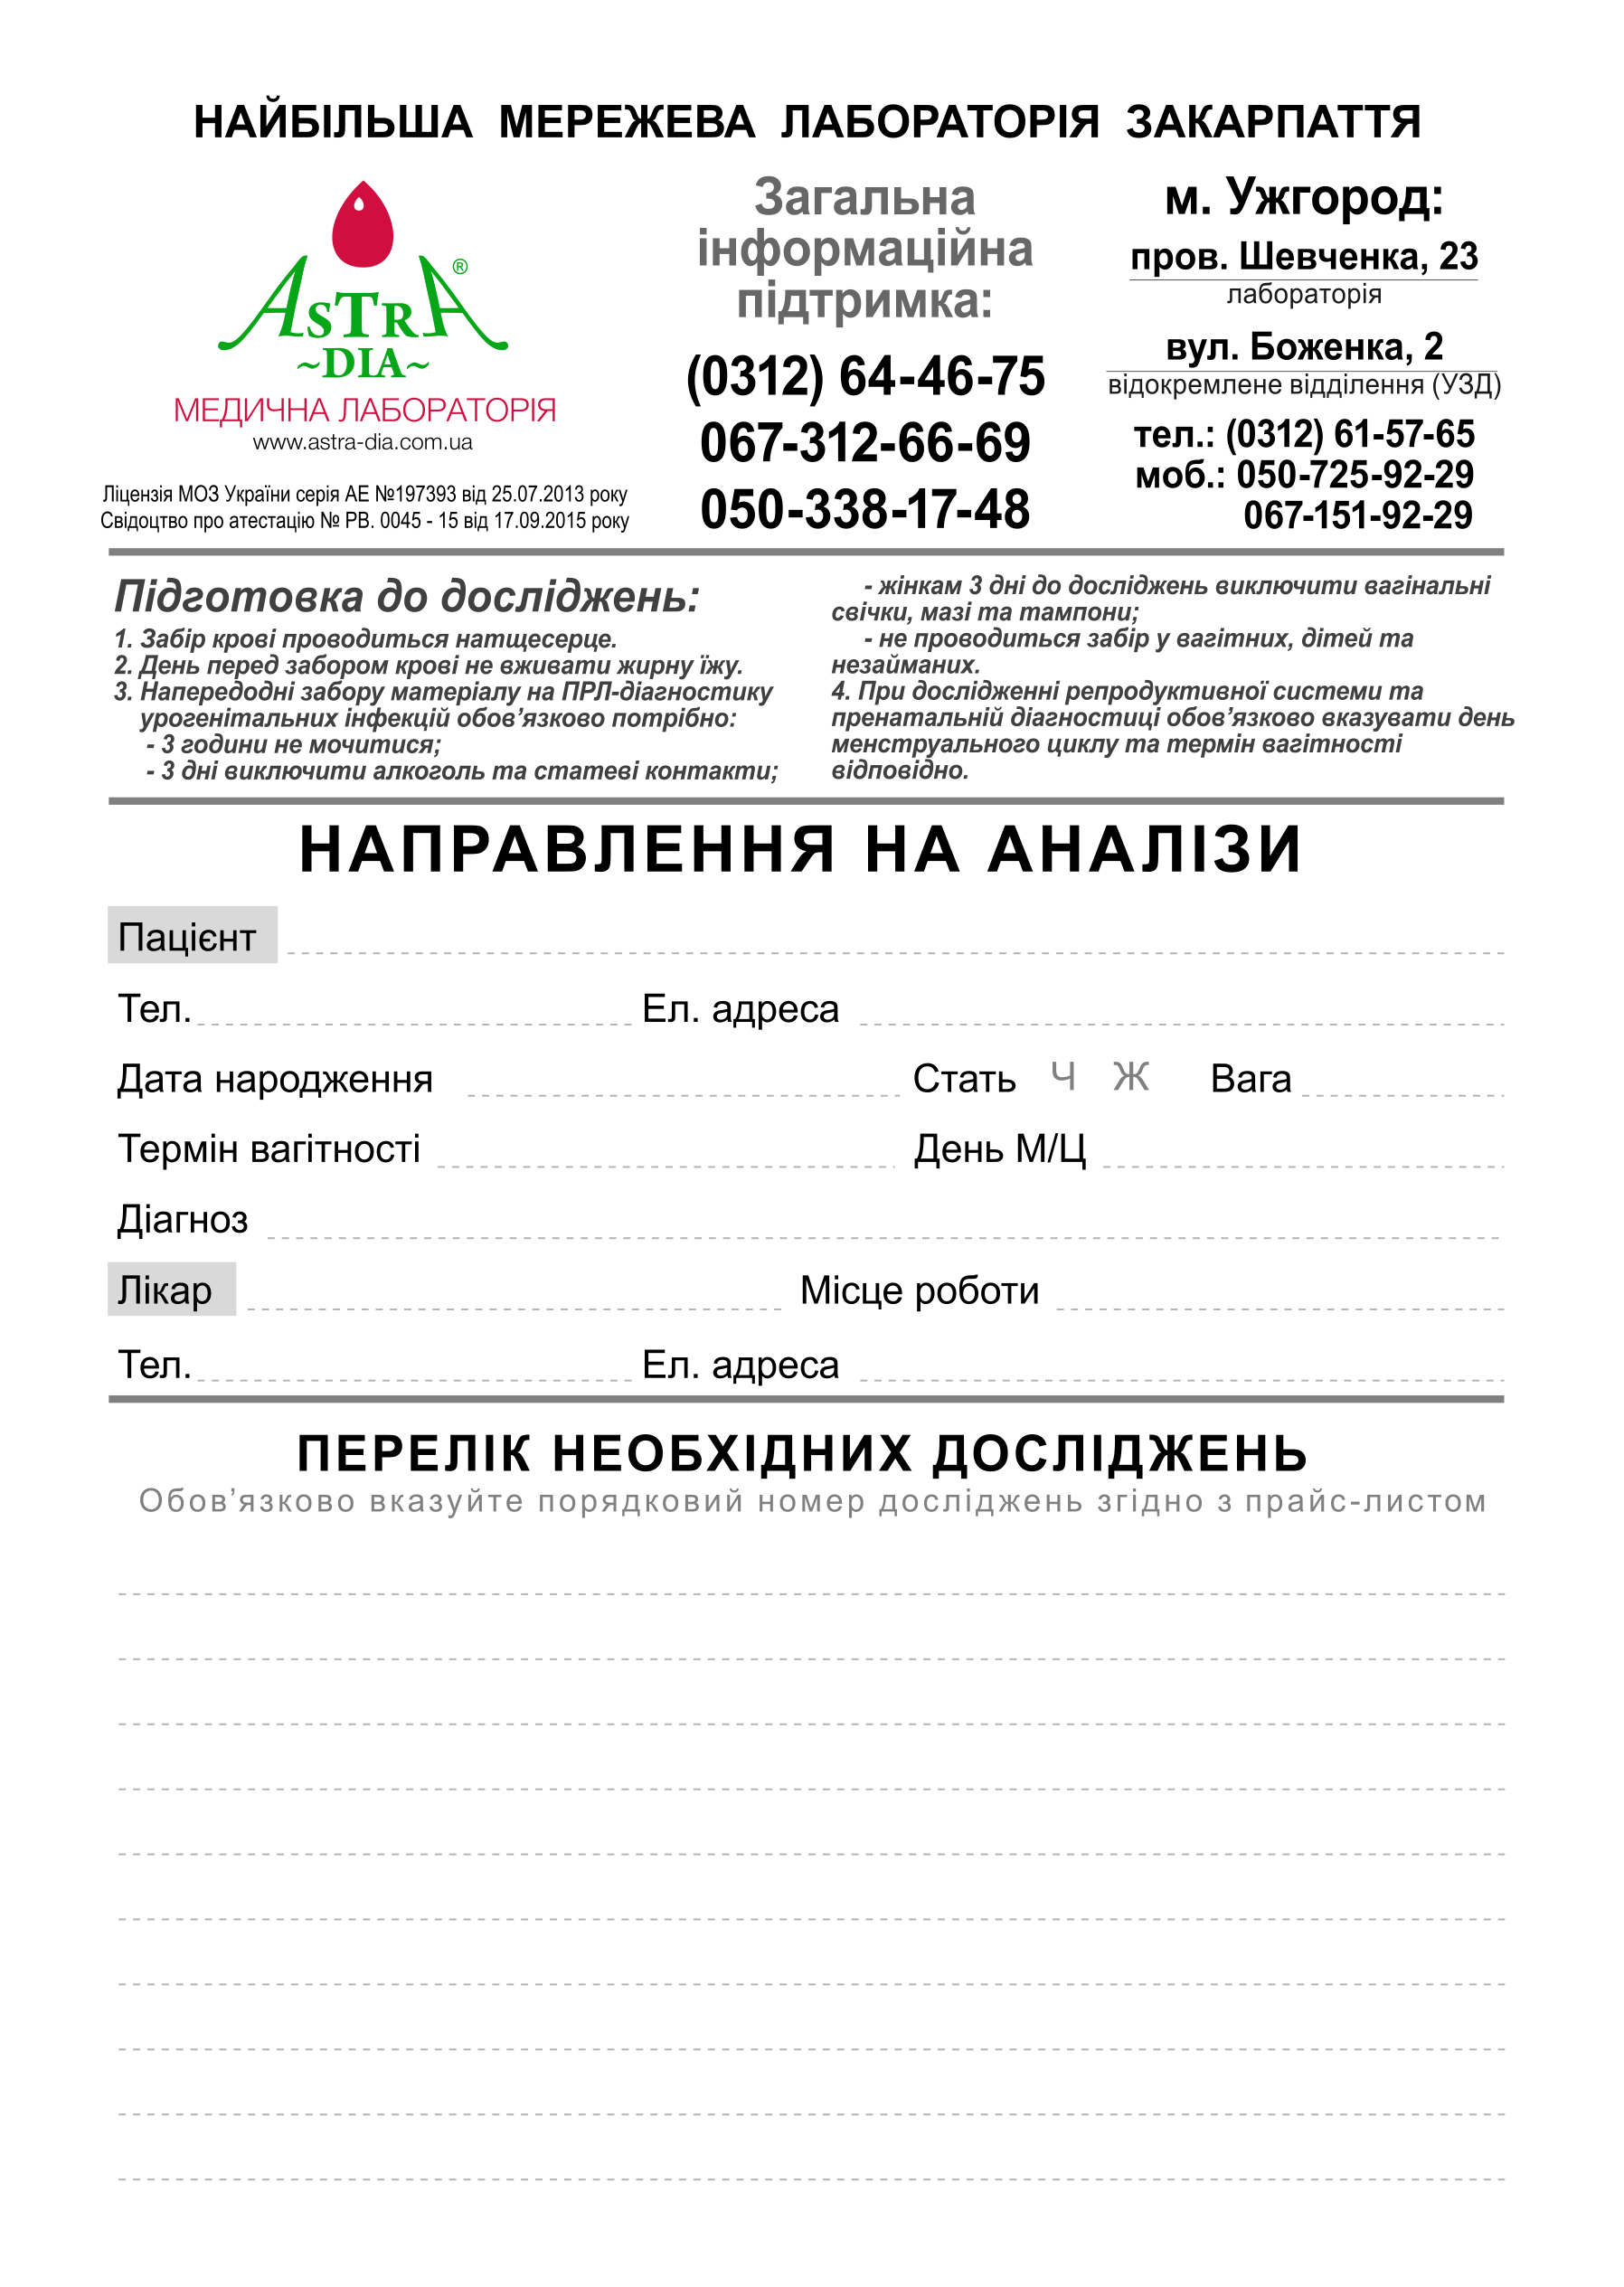 НАЙБІЛЬША МЕРЕЖЕВА ЛАБОРАТОРІЯ ЗАКАРПАТТЯ
ASTRA ®
~DIA~
МЕДИЧНА ЛАБОРАТОРІЯ
www.astra-dia.com.ua
Ліцензія МОЗ України серія АЕ №197393 від 25.07.2013 року
Свідоцтво про атестацію № РВ. 0045 - 15 від 17.09.2015 року
Загальна
інформаційна
підтримка:
(0312) 64-46-75
067-312-66-69
050-338-17-48
м. Ужгород:
пров. Шевченка, 23
лабораторія
вул. Боженка, 2
відокремлене відділення (УЗД)
тел.: (0312) 61-57-65
моб.: 050-725-92-29
067-151-92-29
Підготовка до досліджень:
1. Забір крові проводиться натщесерце.
2. День перед забором крові не вживати жирну їжу.
3. Напередодні забору матеріалу на ПРЛ-діагностику
урогенітальних інфекцій обов’язково потрібно:
- 3 години не мочитися;
- 3 дні виключити алкоголь та статеві контакти;
- жінкам 3 дні до досліджень виключити вагінальні
свічки, мазі та тампони;
- не проводиться забір у вагітних, дітей та
незайманих.
4. При дослідженні репродуктивної системи та
пренатальній діагностиці обов’язково вказувати день
менструального циклу та термін вагітності
відповідно.
НАПРАВЛЕННЯ НА АНАЛІЗИ
Пацієнт
Тел. Ел. адреса
Дата народження Стать Ч Ж Вага
Термін вагітності День М/Ц
Діагноз
Лікар Місце роботи
Тел. Ел. адреса
ПЕРЕЛІК НЕОБХІДНИХ ДОСЛІДЖЕНЬ
Обов’язково вказуйте порядковий номер досліджень згідно з прайс-листом